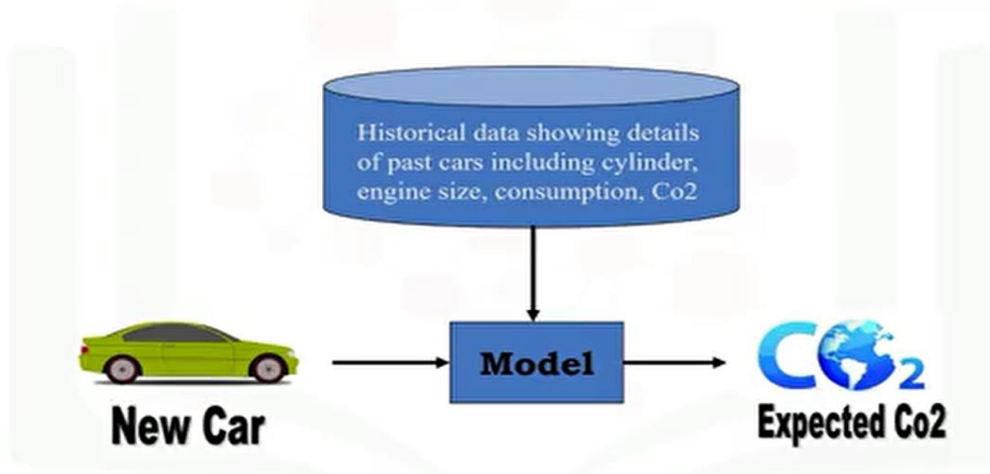 Historical data showing details
of past cars including cylinder,
engine size, consumption, Co2
Model
CO2
New Car
Expected Co2